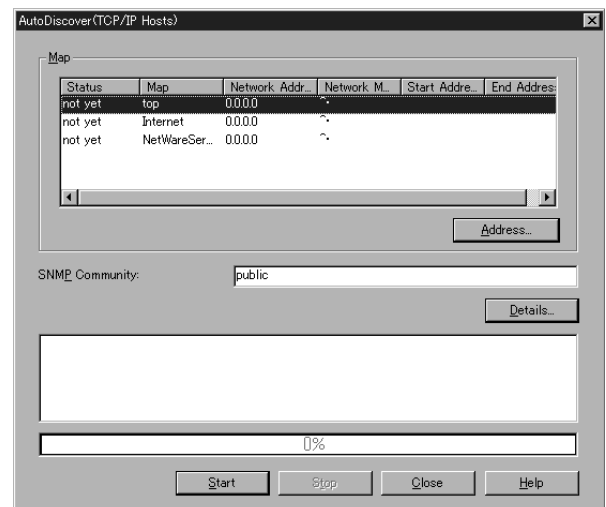 AutoDiscover(TCP/IP Hosts)
Map
Status Map Network Addr... Network M... Start Addre... End Addres
not yet top 0.0.0.0
not yet Internet 0.0.0.0
not yet NetWareSer... 0.0.0.0
Address...
SNMP Community: public
Details...
0%
Start Stop Close Help